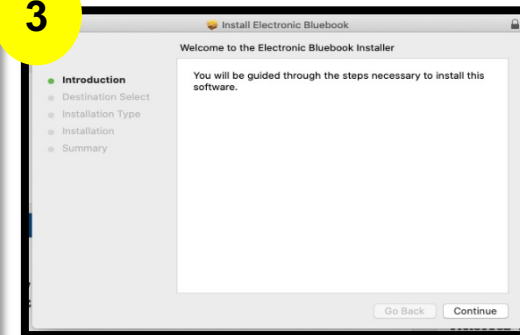 3
Install Electronic Bluebook
Welcome to the Electronic Bluebook Installer
Introduction
Destination Select
Installation Type
Installation
Summary
You will be guided through the steps necessary to install this
software.
Go Back
Continue